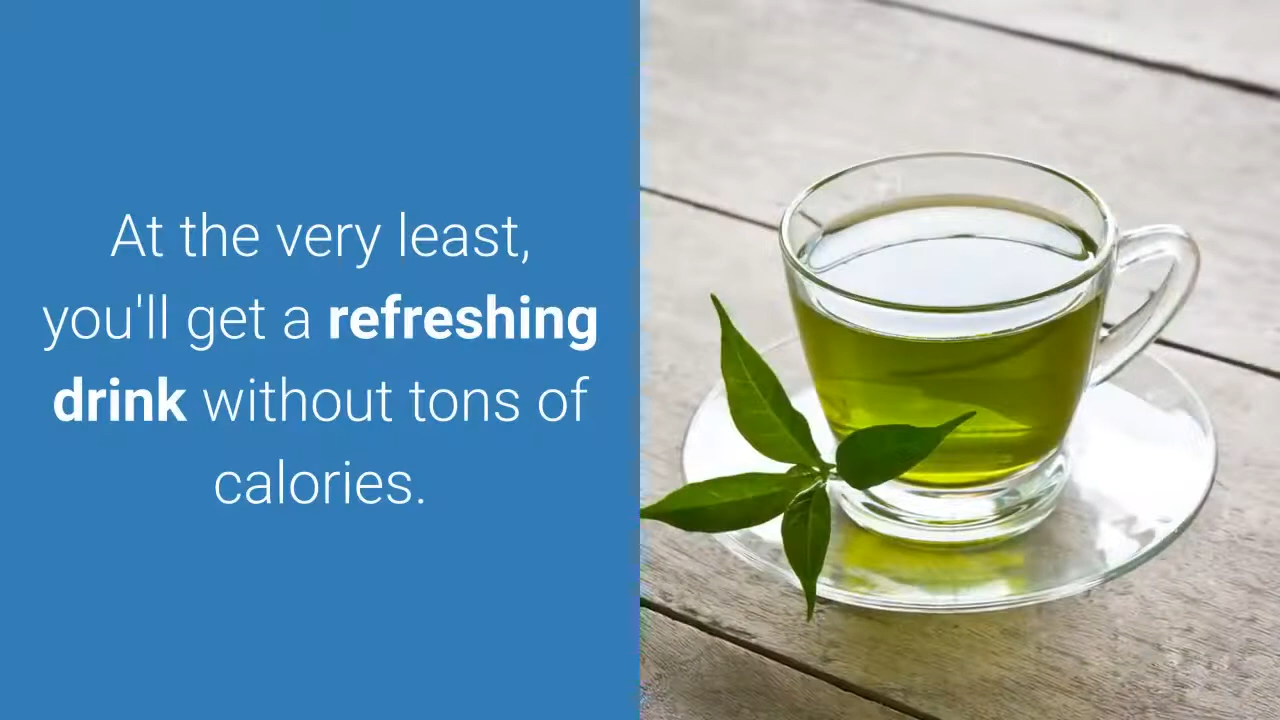 At the very least,
you'll get a refreshing
drink without tons of
calories.